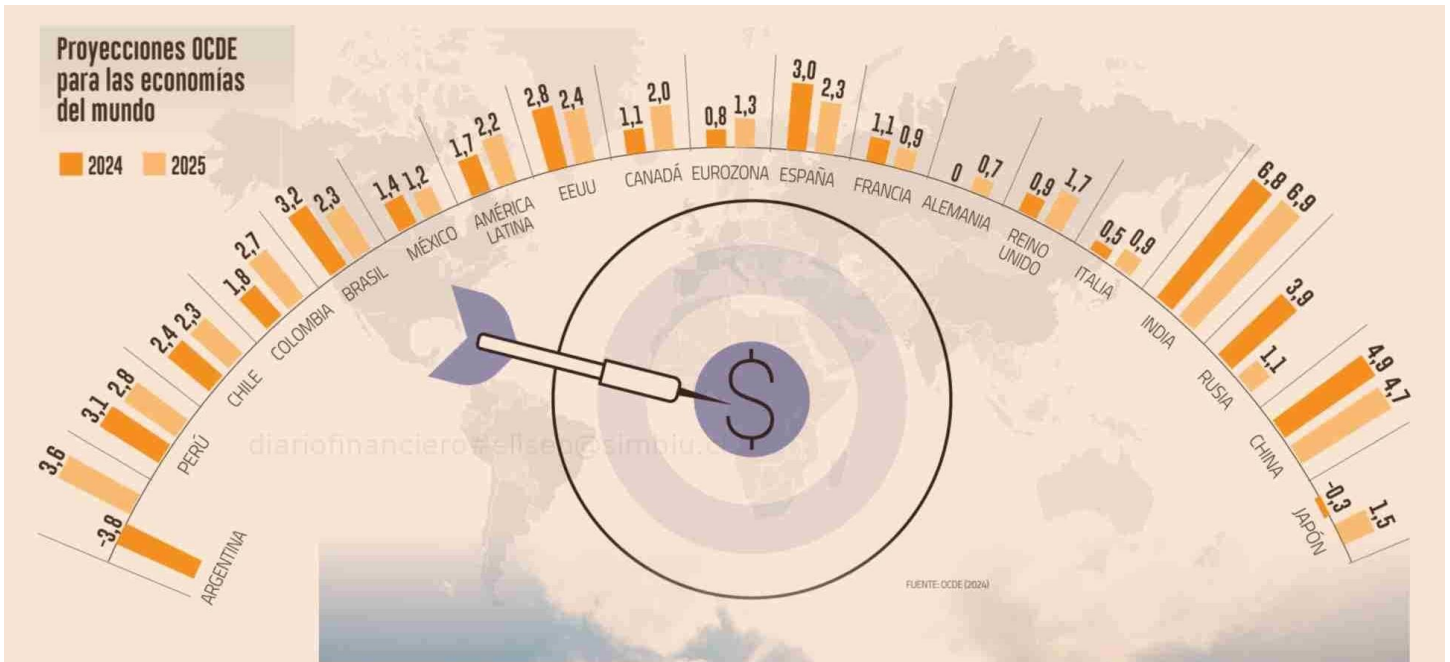 Proyecciones OCDE
para las economías
del mundo
2024 2025
-3,8 3,6
ARGENTINA
3,1 2,8
PERÚ
2,4 2,3
CHILE
1,8 2,7
COLOMBIA
3,2 2,3
BRASIL
1,4 1,2
MÉXICO
1,7 2,2
AMÉRICA
LATINA
2,8 2,4
EEUU
1,1 2,0
CANADÁ
0,8 1,3
EUROZONA
3,0 2,3
ESPAÑA
1,1 0,9
FRANCIA
0 0,7
ALEMANIA
0,9 1,7
REINO
UNIDO
0,5 0,9
ITALIA
6,8 6,9
INDIA
3,9 1,1
RUSIA
4,9 4,7
CHINA
-0,3 1,5
JAPÓN
$
FUENTE: OCDE (2024)